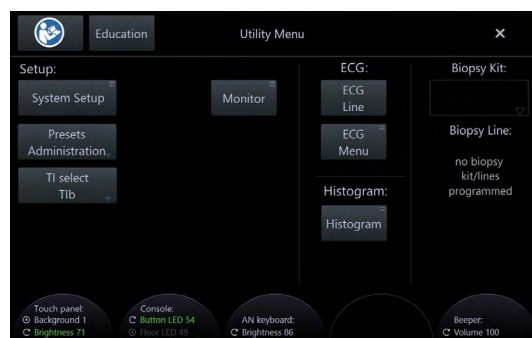 Education
Utility Menu
Setup:
ECG:
Biopsy Kit:
System Setup
Monitor
ECG
Line
Presets
Administration
ECG
Menu
Biopsy Line:
TI select
TIb
no biopsy
kit/lines
programmed
Histogram:
Histogram
Touch panel:
Background 1
Brightness 71
Console:
Button LED 54
Floor LED 49
AN keyboard:
Brightness 86
Beeper:
Volume 100